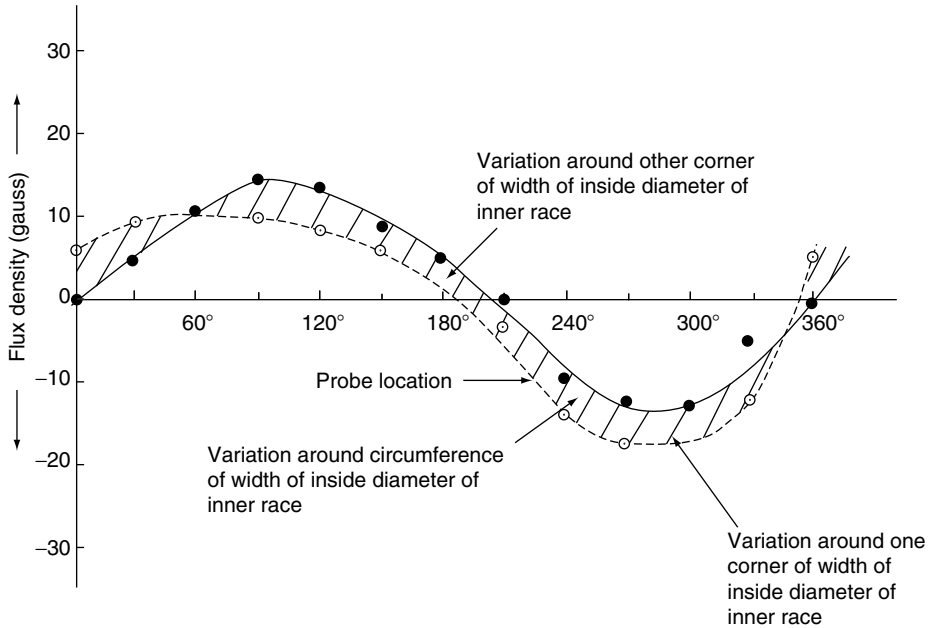 30
20
10
0
−10
−20
−30
Flux density (gauss)
60°
120°
180°
240°
300°
360°
Variation around other corner
of width of inside diameter of
inner race
Probe location
Variation around circumference
of width of inside diameter of
inner race
Variation around one
corner of width of
inside diameter of
inner race